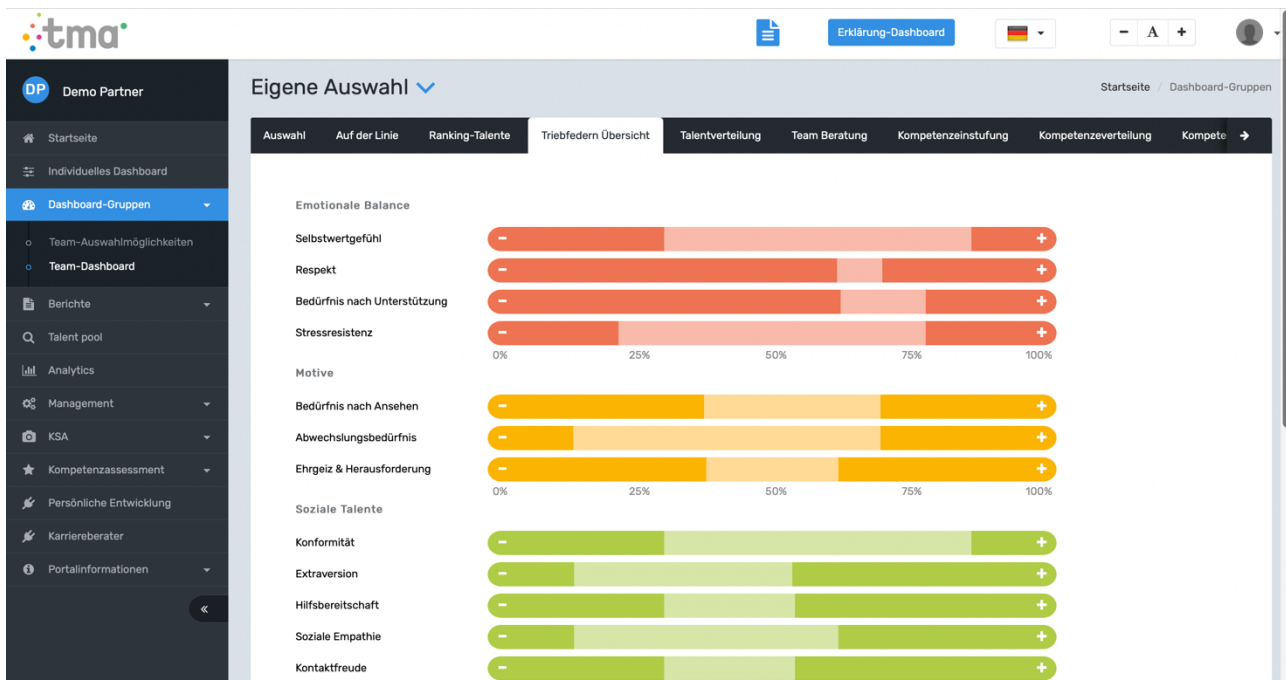 tma
Erklärung-Dashboard
A
DP Demo Partner
Eigene Auswahl
Startseite / Dashboard-Gruppen
Startseite
Individuelles Dashboard
Dashboard-Gruppen
Team-Auswahlmöglichkeiten
Team-Dashboard
Berichte
Talent pool
Analytics
Management
KSA
Kompetenzassessment
Persönliche Entwicklung
Karriereberater
Portalinformationen
Auswahl Auf der Linie Ranking-Talente Triebfedern Übersicht Talentverteilung Team Beratung Kompetenzeinstufung Kompetenzeverteilung Kompete
Emotionale Balance
Selbstwertgefühl
Respekt
Bedürfnis nach Unterstützung
Stressresistenz
0% 25% 50% 75% 100%
Motive
Bedürfnis nach Ansehen
Abwechslungsbedürfnis
Ehrgeiz & Herausforderung
0% 25% 50% 75% 100%
Soziale Talente
Konformität
Extraversion
Hilfsbereitschaft
Soziale Empathie
Kontaktfreude